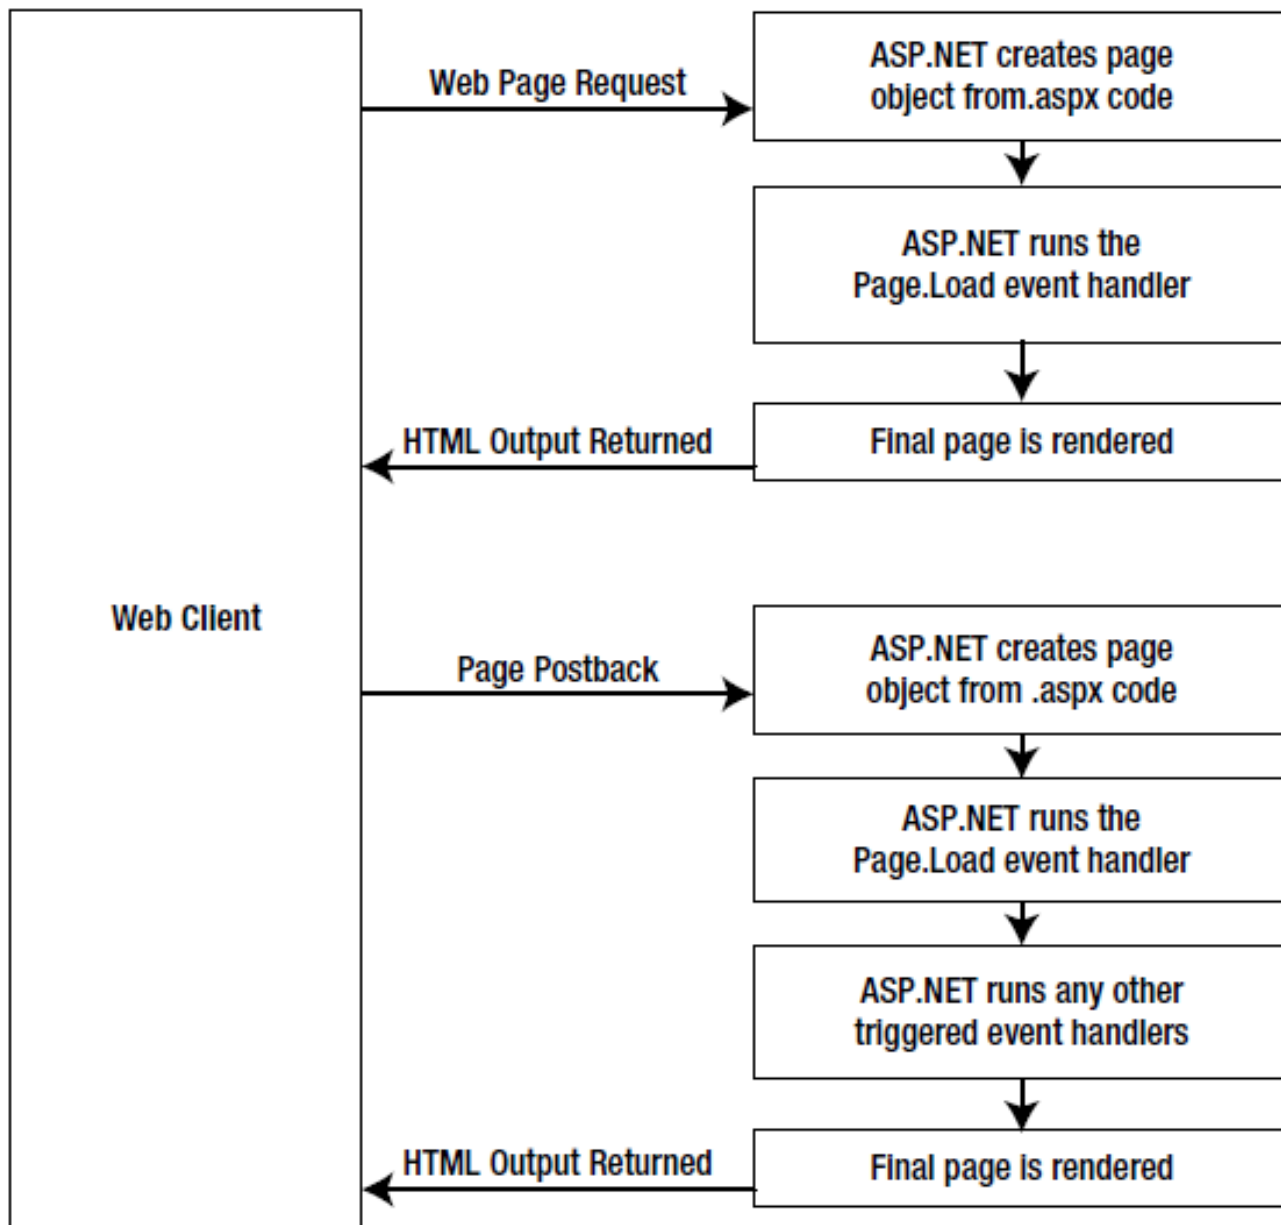 Web Page Request
ASP.NET creates page
object from.aspx code
ASP.NET runs the
Page.Load event handler
HTML Output Returned
Final page is rendered
Web Client
Page Postback
ASP.NET creates page
object from .aspx code
ASP.NET runs the
Page.Load event handler
ASP.NET runs any other
triggered event handlers
HTML Output Returned
Final page is rendered